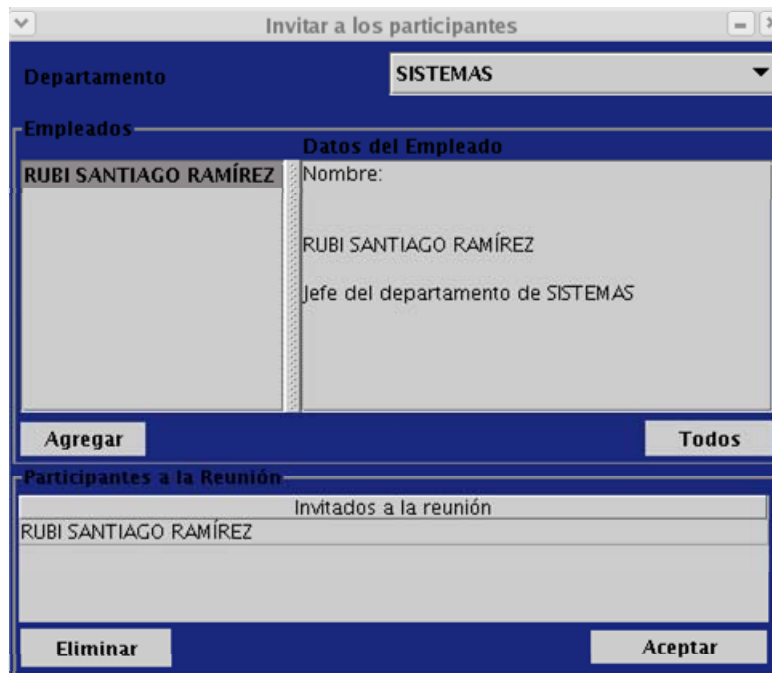 Invitar a los participantes
Departamento
SISTEMAS
Empleados
Datos del Empleado
RUBI SANTIAGO RAMÍREZ
Nombre:
RUBI SANTIAGO RAMÍREZ
Jefe del departamento de SISTEMAS
Agregar
Todos
Participantes a la Reunión
Invitados a la reunión
RUBI SANTIAGO RAMÍREZ
Eliminar
Aceptar